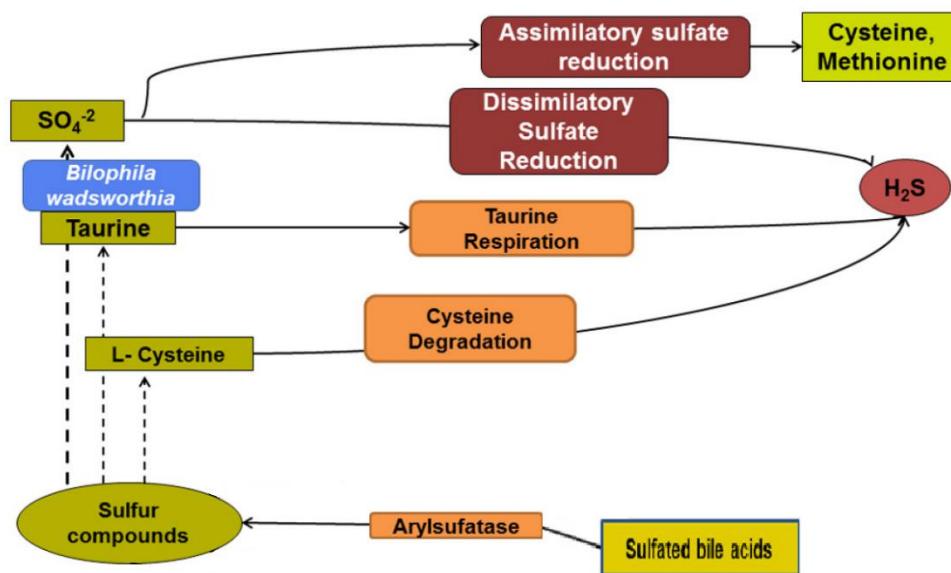 Assimilatory sulfate
reduction
Cysteine,
Methionine
SO₄⁻²
Dissimilatory
Sulfate
Reduction
H₂S
Bilophila
wadsworthia
Taurine
Taurine
Respiration
L- Cysteine
Cysteine
Degradation
Sulfur
compounds
Arylsufatase
Sulfated bile acids